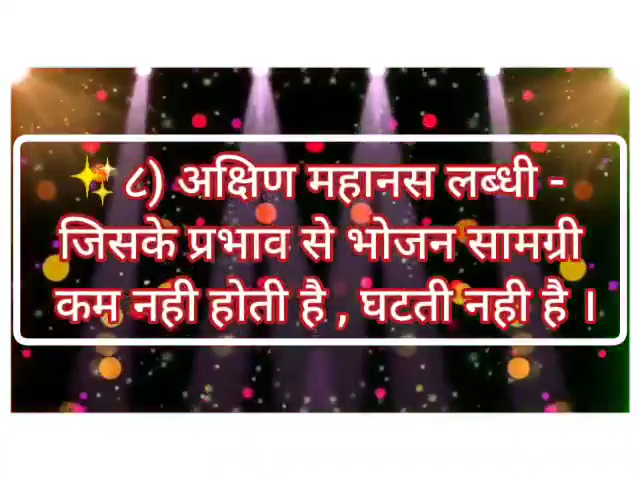 ✨ ८) अक्षिण महानस लब्धी -
जिसके प्रभाव से भोजन सामग्री
कम नही होती है , घटती नही है ।